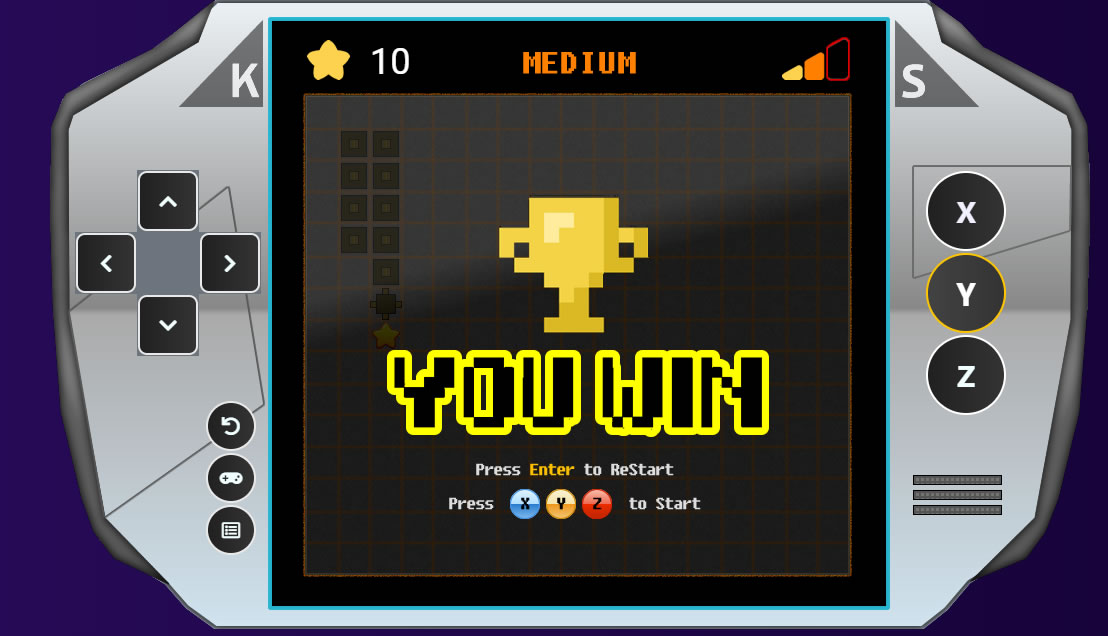 K
S
10
MEDIUM
YOU WIN
Press Enter to ReStart
Press X Y Z to Start
X
Y
Z